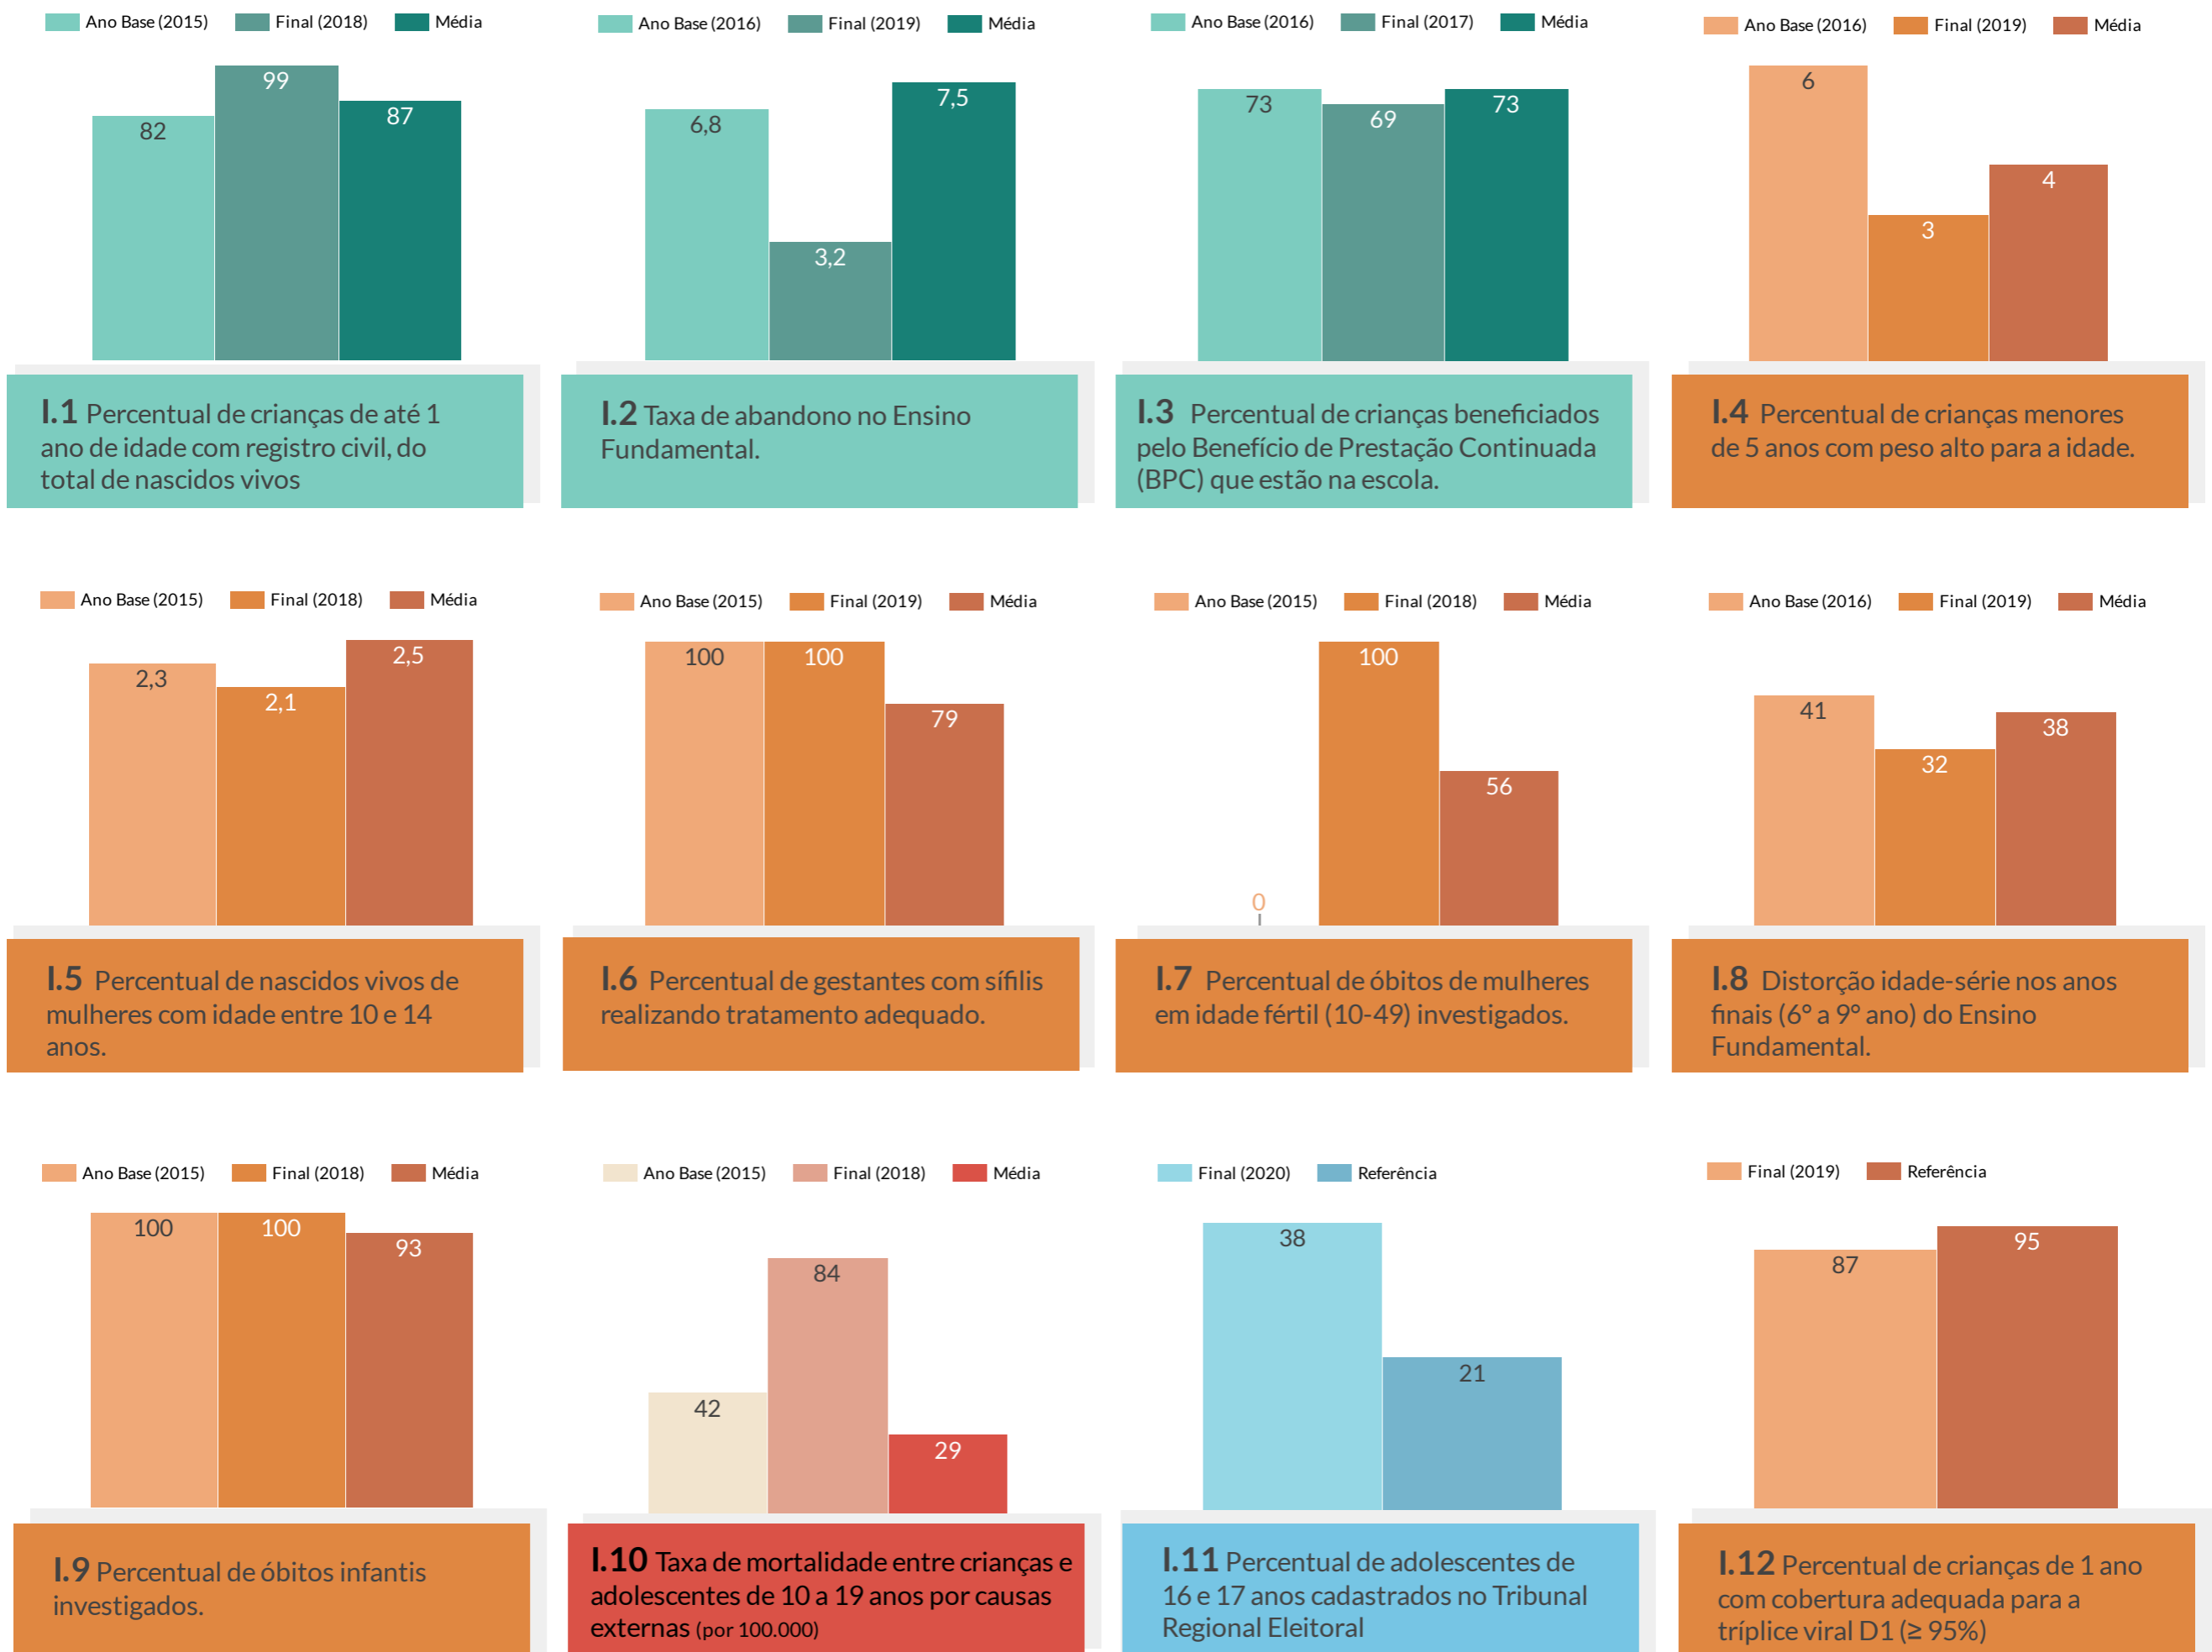 Ano Base (2015) Final (2018) Média
99
82
87
I.1 Percentual de crianças de até 1
ano de idade com registro civil, do
total de nascidos vivos
Ano Base (2016) Final (2019) Média
6,8
3,2
7,5
I.2 Taxa de abandono no Ensino
Fundamental.
Ano Base (2016) Final (2017) Média
73
69
73
I.3 Percentual de crianças beneficiados
pelo Benefício de Prestação Continuada
(BPC) que estão na escola.
Ano Base (2016) Final (2019) Média
6
3
4
I.4 Percentual de crianças menores
de 5 anos com peso alto para a idade.
Ano Base (2015) Final (2018) Média
2,3
2,1
2,5
I.5 Percentual de nascidos vivos de
mulheres com idade entre 10 e 14
anos.
Ano Base (2015) Final (2019) Média
100
100
79
I.6 Percentual de gestantes com sífilis
realizando tratamento adequado.
Ano Base (2015) Final (2018) Média
0
100
56
I.7 Percentual de óbitos de mulheres
em idade fértil (10-49) investigados.
Ano Base (2016) Final (2019) Média
41
32
38
I.8 Distorção idade-série nos anos
finais (6° a 9° ano) do Ensino
Fundamental.
Ano Base (2015) Final (2018) Média
100
100
93
I.9 Percentual de óbitos infantis
investigados.
Ano Base (2015) Final (2018) Média
42
84
29
I.10 Taxa de mortalidade entre crianças e
adolescentes de 10 a 19 anos por causas
externas (por 100.000)
Final (2020) Referência
38
21
I.11 Percentual de adolescentes de
16 e 17 anos cadastrados no Tribunal
Regional Eleitoral
Final (2019) Referência
87
95
I.12 Percentual de crianças de 1 ano
com cobertura adequada para a
tríplice viral D1 (≥ 95%)